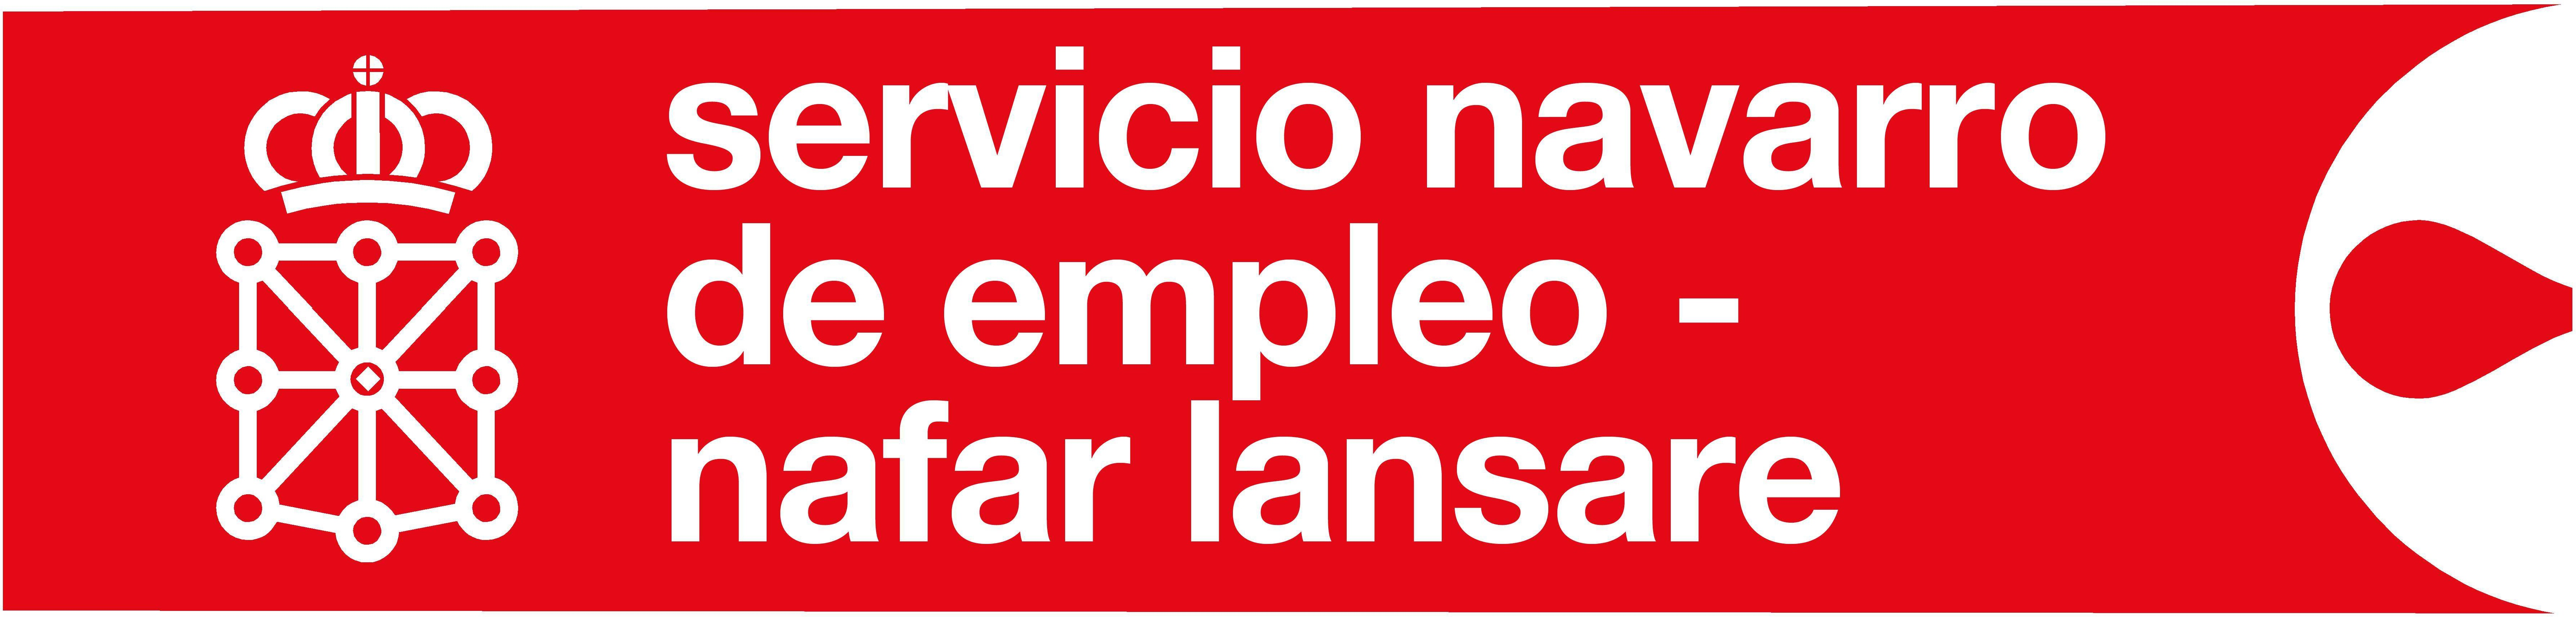 servicio navarro
de empleo -
nafar lansare